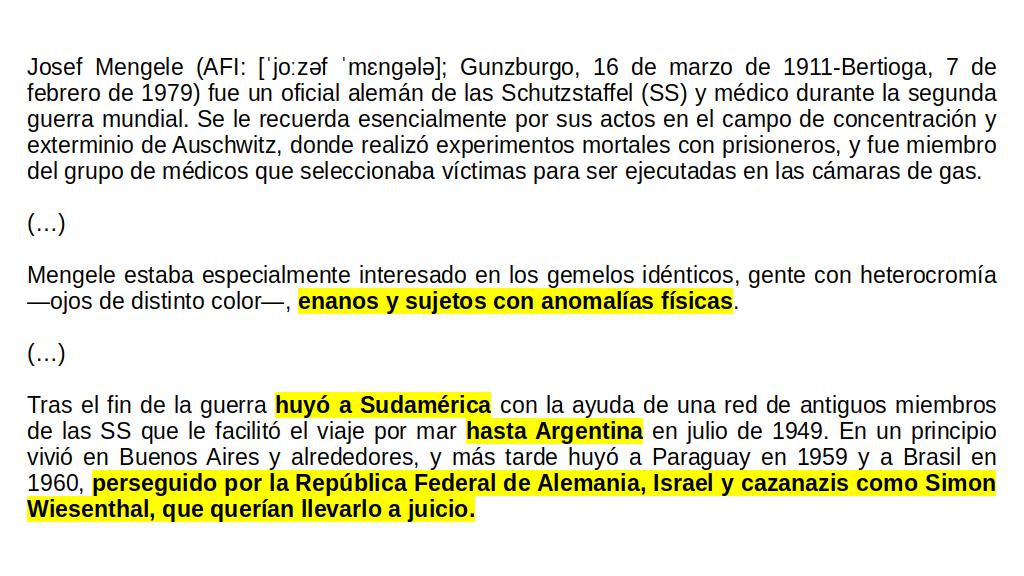 Josef Mengele (AFI: [ˈjoːzəf ˈmɛngələ]; Gunzburgo, 16 de marzo de 1911-Bertioga, 7 de
febrero de 1979) fue un oficial alemán de las Schutzstaffel (SS) y médico durante la segunda
guerra mundial. Se le recuerda esencialmente por sus actos en el campo de concentración y
exterminio de Auschwitz, donde realizó experimentos mortales con prisioneros, y fue miembro
del grupo de médicos que seleccionaba víctimas para ser ejecutadas en las cámaras de gas.
(…)
Mengele estaba especialmente interesado en los gemelos idénticos, gente con heterocromía
—ojos de distinto color—, enanos y sujetos con anomalías físicas.
(…)
Tras el fin de la guerra huyó a Sudamérica con la ayuda de una red de antiguos miembros
de las SS que le facilitó el viaje por mar hasta Argentina en julio de 1949. En un principio
vivió en Buenos Aires y alrededores, y más tarde huyó a Paraguay en 1959 y a Brasil en
1960, perseguido por la República Federal de Alemania, Israel y cazanazis como Simon
Wiesenthal, que querían llevarlo a juicio.